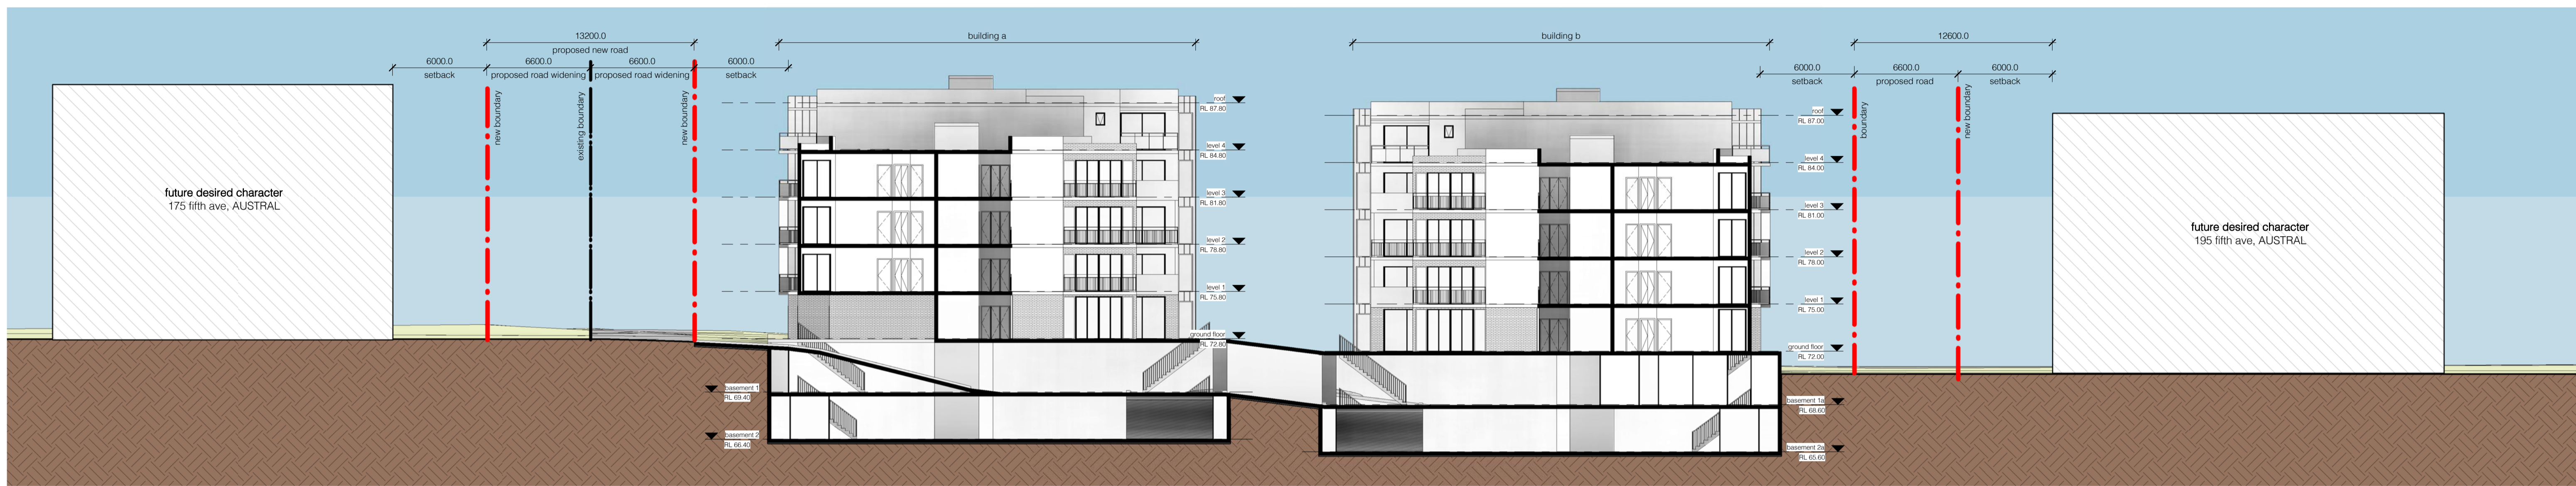 13200.0
proposed new road
6000.0
setback
6600.0
proposed road widening
6600.0
proposed road widening
6000.0
setback
building a
building b
12600.0
6000.0
setback
6600.0
proposed road
6000.0
setback
new boundary
existing boundary
new boundary
boundary
new boundary
future desired character
175 fifth ave, AUSTRAL
roof
RL 87.80
level 4
RL 84.80
level 3
RL 81.80
level 2
RL 78.80
level 1
RL 75.80
ground floor
RL 72.80
basement 1
RL 69.40
basement 2
RL 66.40
roof
RL 87.00
level 4
RL 84.00
level 3
RL 81.00
level 2
RL 78.00
level 1
RL 75.00
ground floor
RL 72.00
basement 1a
RL 68.60
basement 2a
RL 65.60
future desired character
195 fifth ave, AUSTRAL